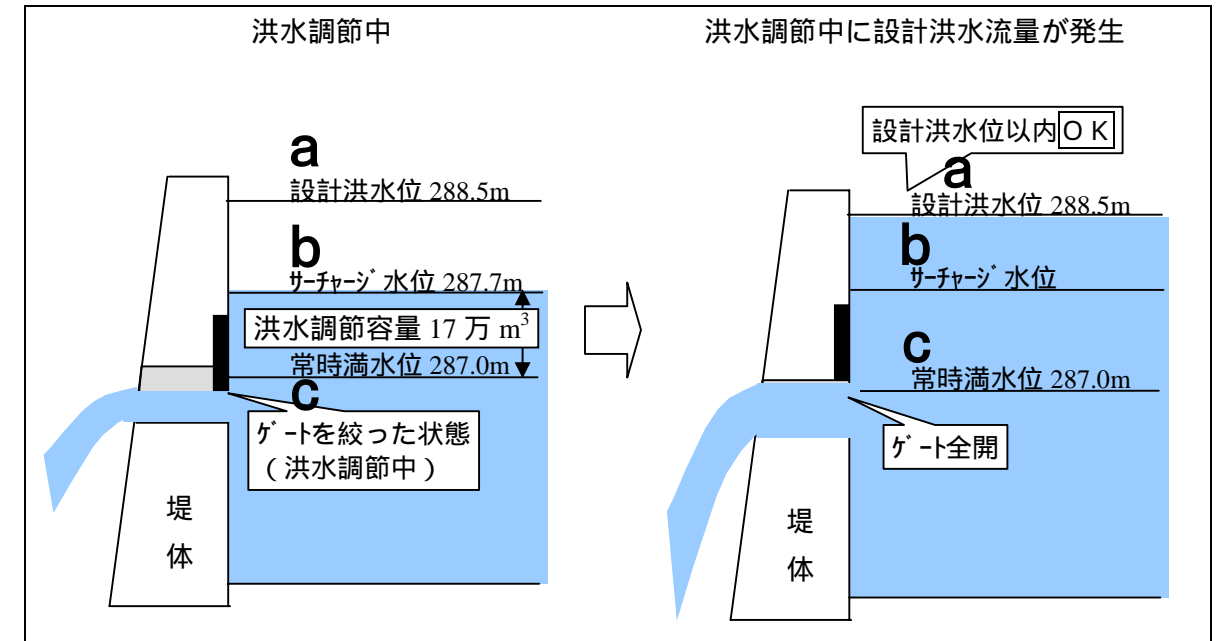 洪水調節中
a
設計洪水位 288.5m
b
サーチャージ水位 287.7m
洪水調節容量 17 万 m³
常時満水位 287.0m
c
ゲートを絞った状態
(洪水調節中)
堤
体
洪水調節中に設計洪水流量が発生
設計洪水位以内OK
a
設計洪水位 288.5m
b
サーチャージ水位
c
常時満水位 287.0m
ゲート全開
堤
体